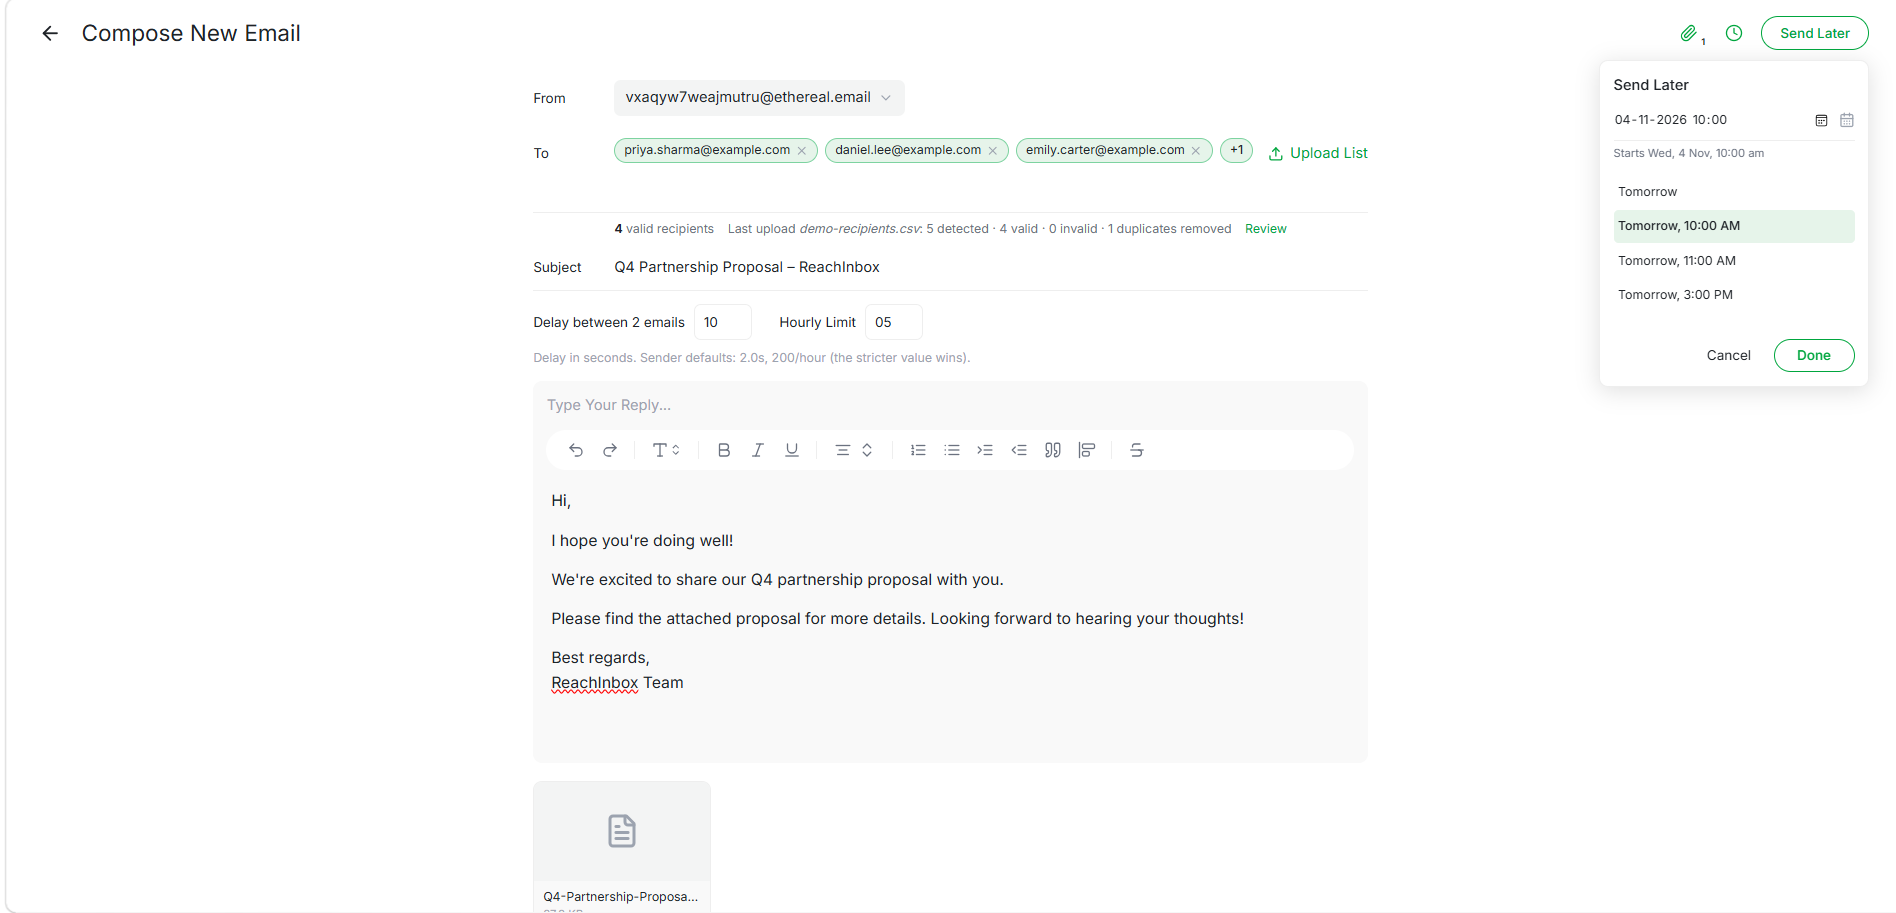 Compose New Email
1
Send Later
Send Later
04-11-2026 10:00
Starts Wed, 4 Nov, 10:00 am
Tomorrow
Tomorrow, 10:00 AM
Tomorrow, 11:00 AM
Tomorrow, 3:00 PM
Cancel
Done
From
vxaqyw7weajmutru@ethereal.email
To
priya.sharma@example.com
daniel.lee@example.com
emily.carter@example.com
+1
Upload List
4 valid recipients Last upload demo-recipients.csv: 5 detected · 4 valid · 0 invalid · 1 duplicates removed Review
Subject
Q4 Partnership Proposal – ReachInbox
Delay between 2 emails 10 Hourly Limit 05
Delay in seconds. Sender defaults: 2.0s, 200/hour (the stricter value wins).
Type Your Reply...
Hi,
I hope you're doing well!
We're excited to share our Q4 partnership proposal with you.
Please find the attached proposal for more details. Looking forward to hearing your thoughts!
Best regards,
ReachInbox Team
Q4-Partnership-Proposa...